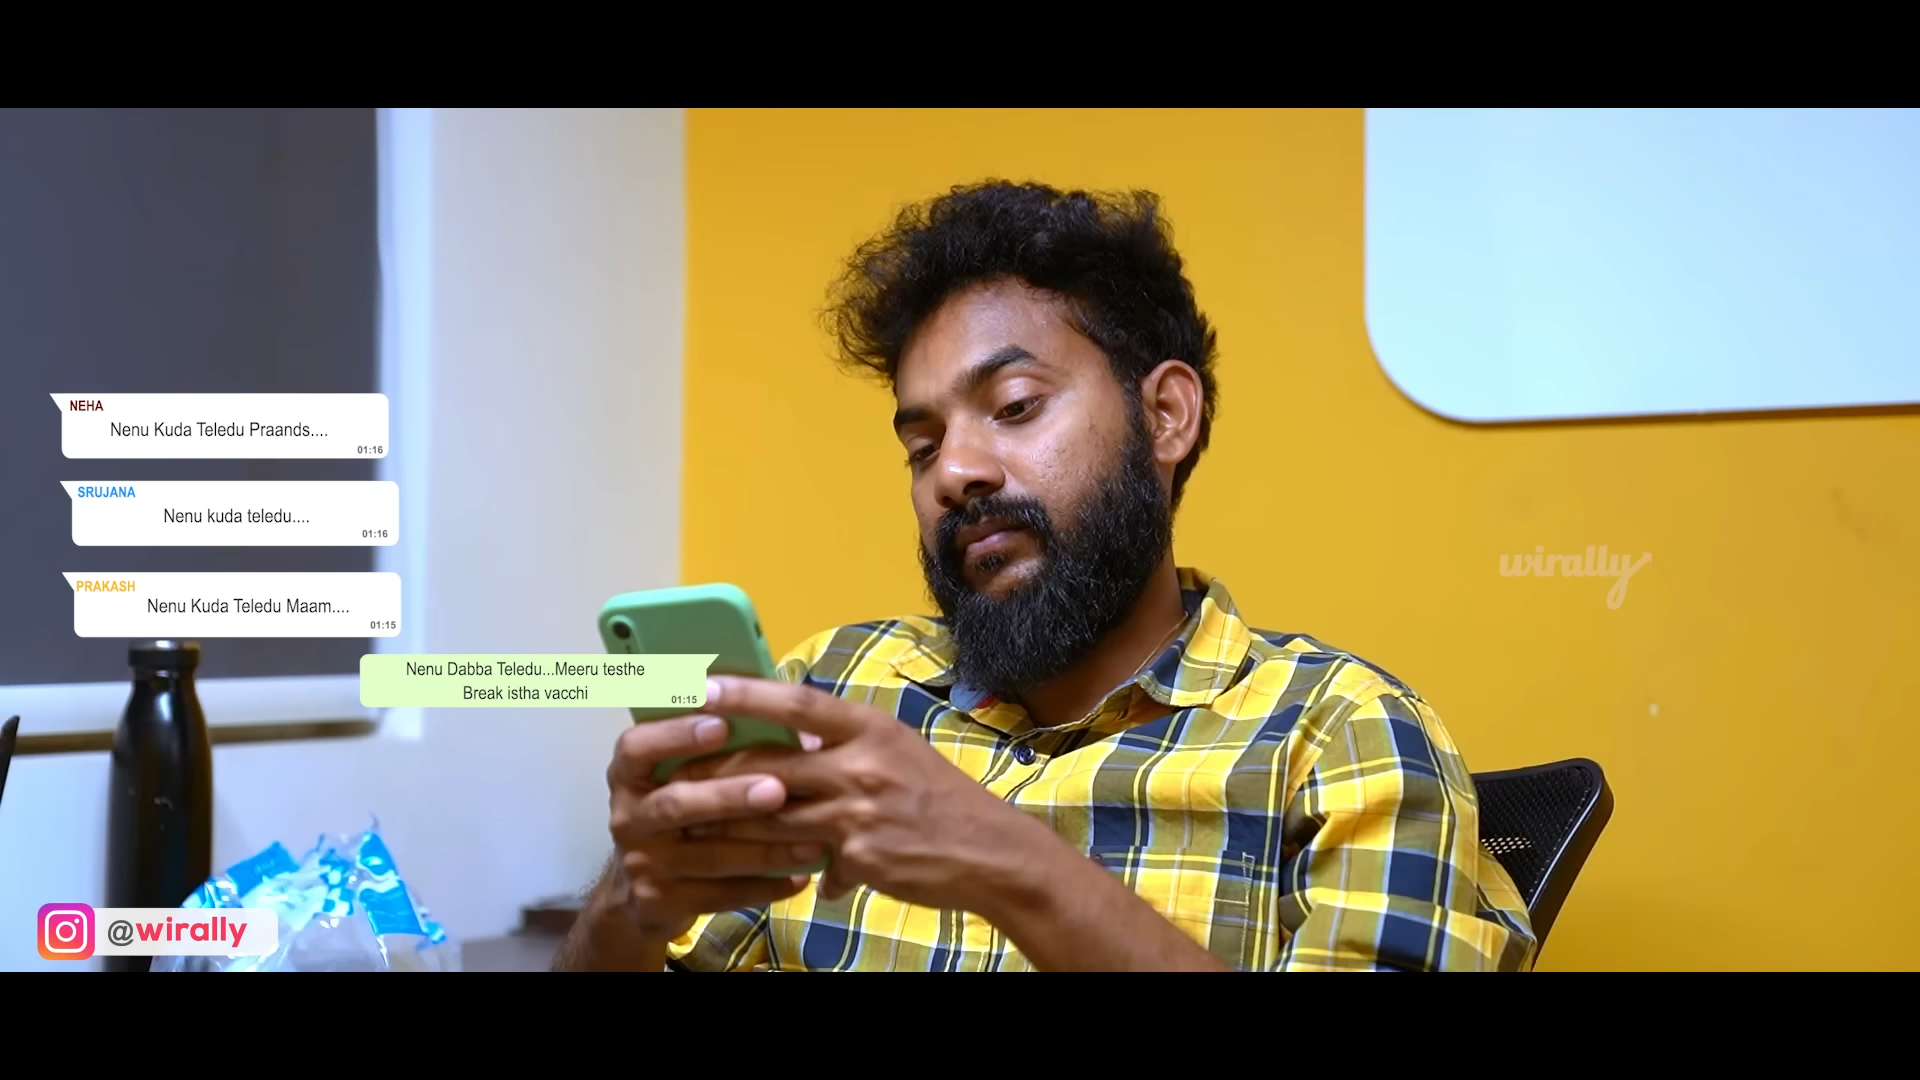 NEHA
Nenu Kuda Teledu Praands....
01:16
SRUJANA
Nenu kuda teledu....
01:16
PRAKASH
Nenu Kuda Teledu Maam....
01:15
Nenu Dabba Teledu...Meeru testhe
Break istha vacchi
01:15
wirally
@wirally